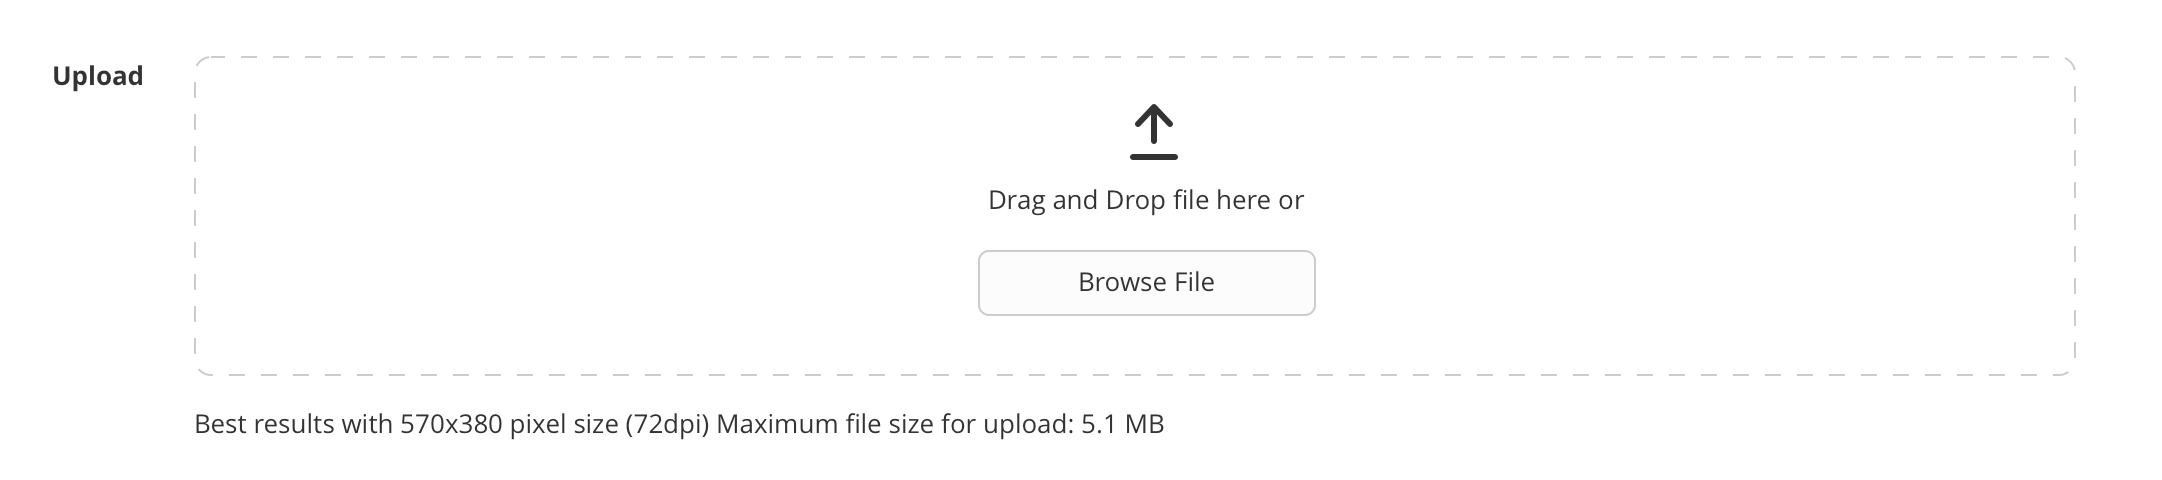 Upload
Drag and Drop file here or
Browse File
Best results with 570x380 pixel size (72dpi) Maximum file size for upload: 5.1 MB